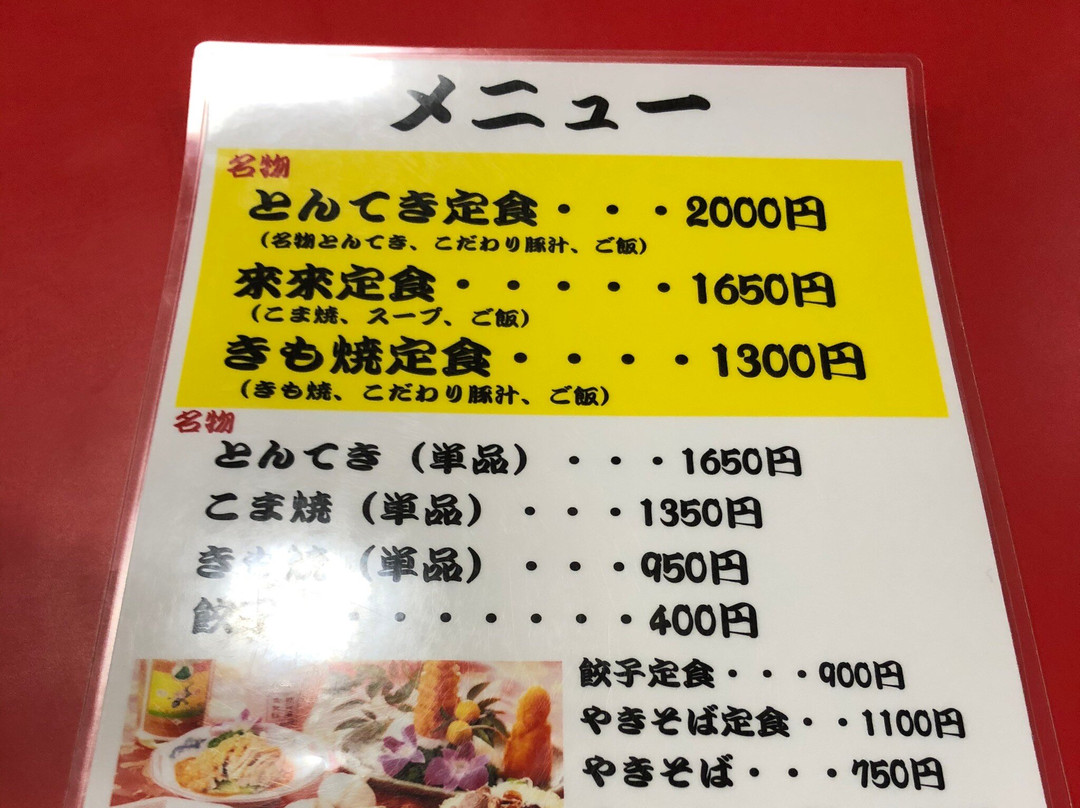 メニュー
名物
とんてき定食・・・2000円
（名物とんてき、こだわり豚汁、ご飯）
來來定食・・・・・1650円
（こま焼、スープ、ご飯）
きも焼定食・・・・1300円
（きも焼、こだわり豚汁、ご飯）
名物
とんてき（単品）・・・1650円
こま焼（単品）・・・1350円
きも焼（単品）・・・950円
餃子・・・・・・・400円
餃子定食・・・900円
やきそば定食・・1100円
やきそば・・・750円